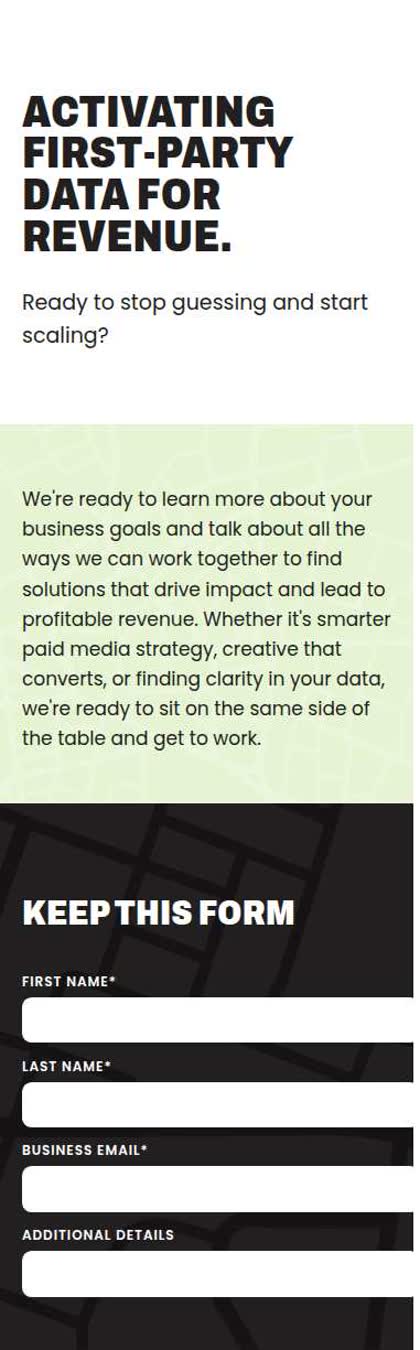 ACTIVATING
FIRST-PARTY
DATA FOR
REVENUE.
Ready to stop guessing and start
scaling?
We're ready to learn more about your
business goals and talk about all the
ways we can work together to find
solutions that drive impact and lead to
profitable revenue. Whether it's smarter
paid media strategy, creative that
converts, or finding clarity in your data,
we're ready to sit on the same side of
the table and get to work.
KEEP THIS FORM
FIRST NAME*
LAST NAME*
BUSINESS EMAIL*
ADDITIONAL DETAILS